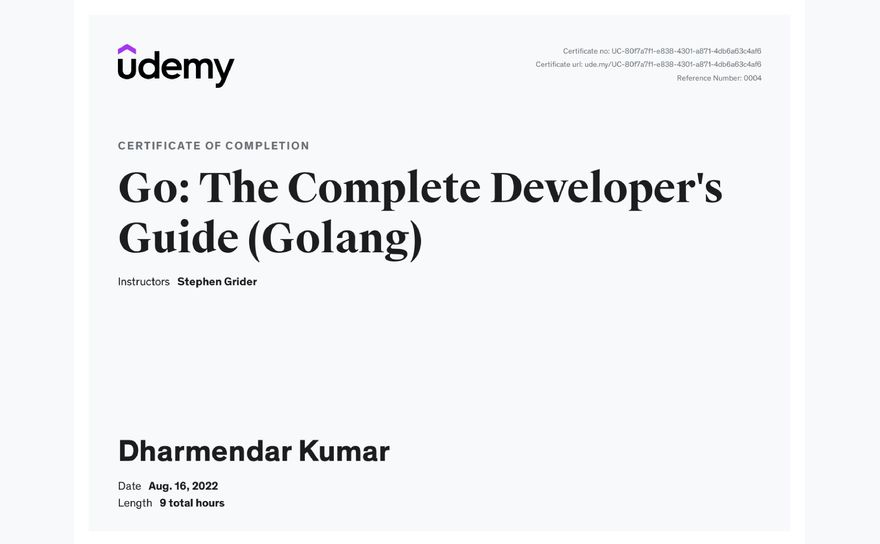 udemy
Certificate no: UC-80f7a7f1-e838-4301-a871-4db6a63c4af6
Certificate url: ude.my/UC-80f7a7f1-e838-4301-a871-4db6a63c4af6
Reference Number: 0004
CERTIFICATE OF COMPLETION
Go: The Complete Developer's
Guide (Golang)
Instructors Stephen Grider
Dharmendar Kumar
Date Aug. 16, 2022
Length 9 total hours